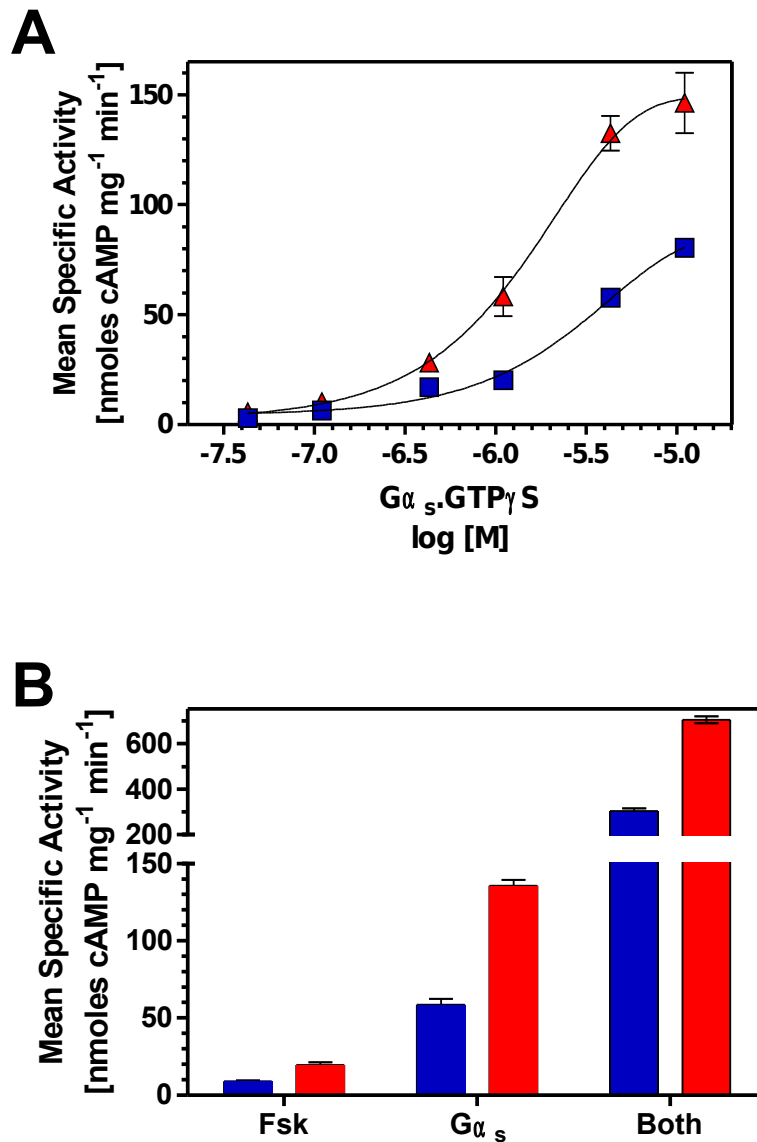 A
Mean Specific Activity
[nmoles cAMP mg⁻¹ min⁻¹]
150
100
50
0
-7.5 -7.0 -6.5 -6.0 -5.5 -5.0
Gα s.GTPγS
log [M]
B
Mean Specific Activity
[nmoles cAMP mg⁻¹ min⁻¹]
600
400
200
150
100
50
0
Fsk Gα s Both